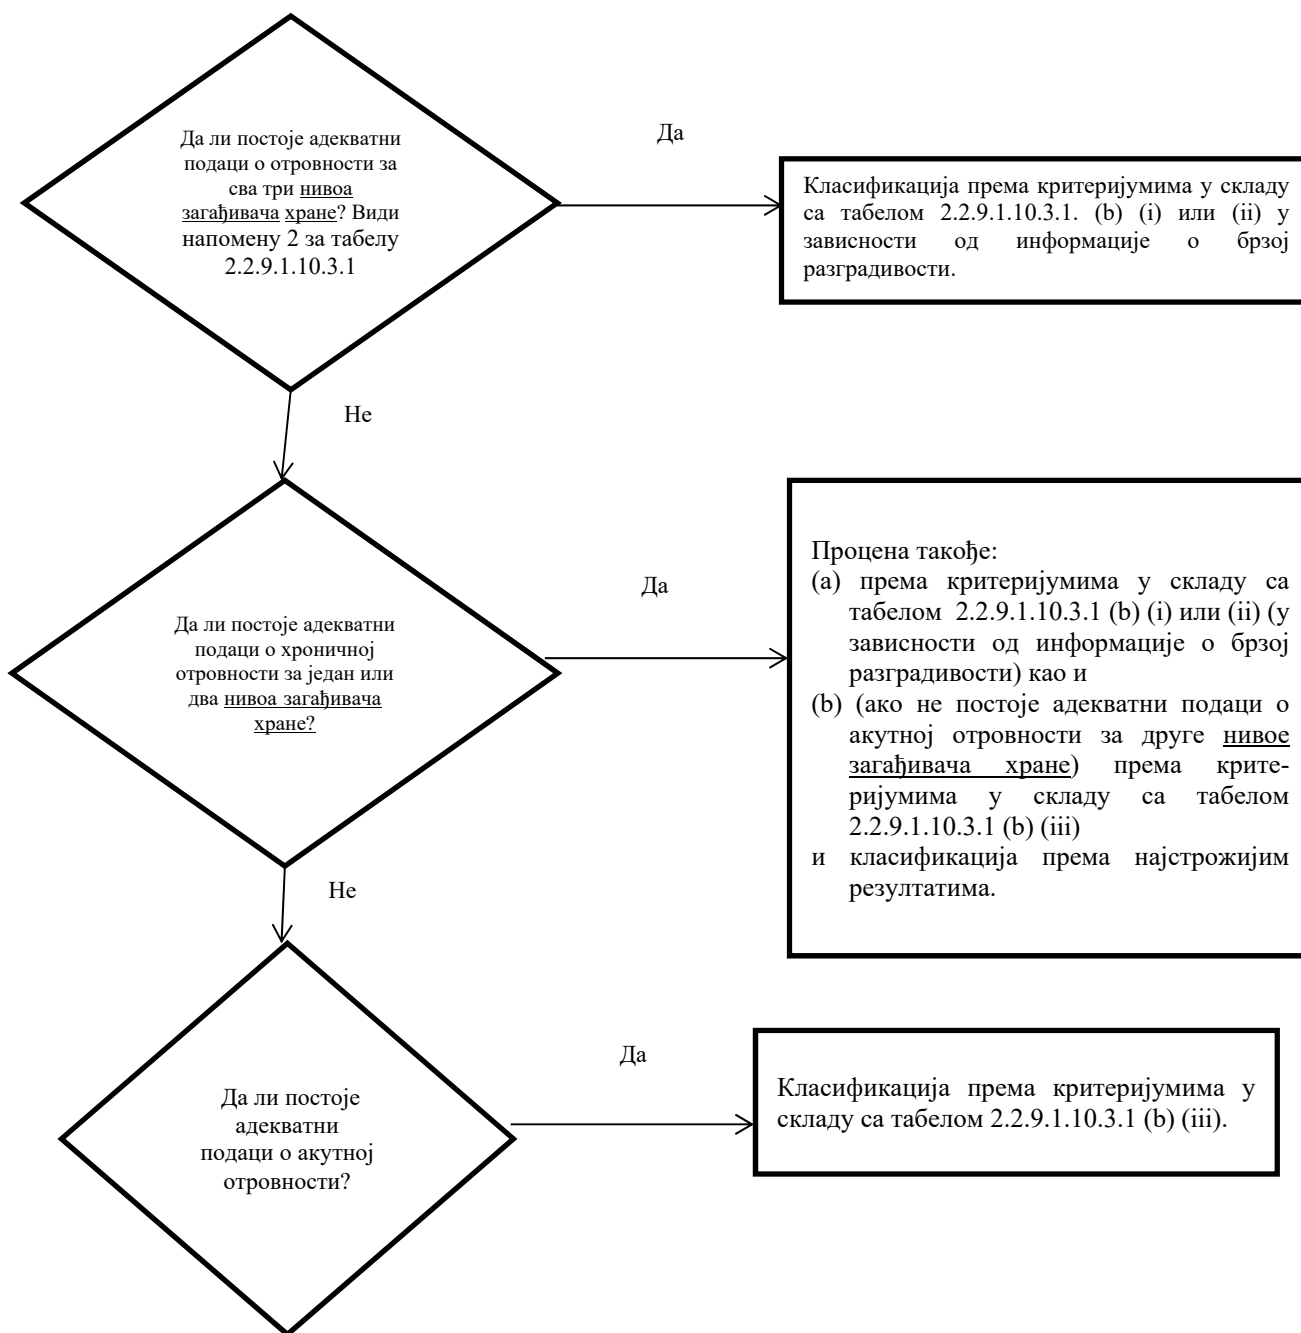 Да ли постоје адекватни
подаци о отровности за
сва три нивоа
загађивача хране? Види
напомену 2 за табелу
2.2.9.1.10.3.1
Да
Класификација према критеријумима у складу
са табелом 2.2.9.1.10.3.1. (b) (i) или (ii) у
зависности од информације о брзој
разградивости.
Не
Да ли постоје адекватни
подаци о хроничној
отровности за један или
два нивоа загађивача
хране?
Да
Процена такође:
(a) према критеријумима у складу са
табелом 2.2.9.1.10.3.1 (b) (i) или (ii) (у
зависности од информације о брзој
разградивости) као и
(b) (ако не постоје адекватни подаци о
акутној отровности за друге нивое
загађивача хране) према крите-
ријумима у складу са табелом
2.2.9.1.10.3.1 (b) (iii)
и класификација према најстрожијим
резултатима.
Не
Да ли постоје
адекватни
подаци о акутној
отровности?
Да
Класификација према критеријумима у
складу са табелом 2.2.9.1.10.3.1 (b) (iii).